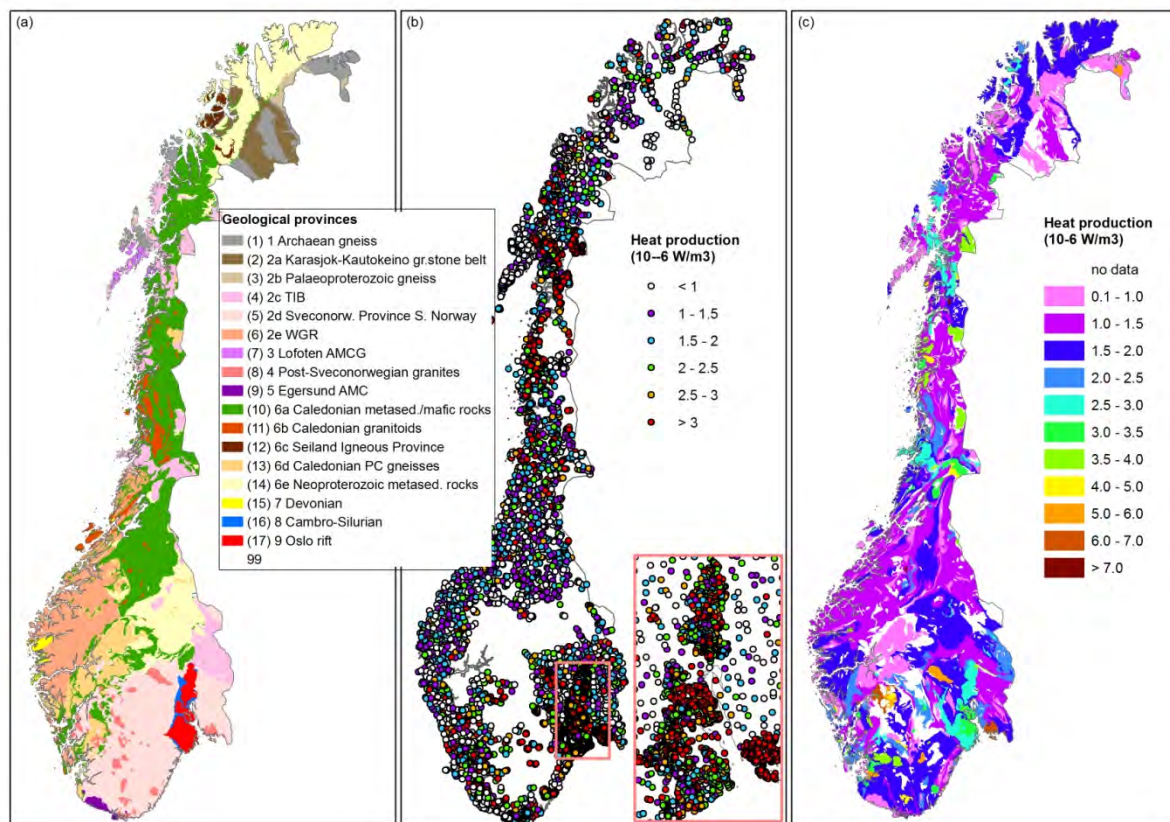 (a)
Geological provinces
(1) 1 Archaean gneiss
(2) 2a Karasjok-Kautokeino gr.stone belt
(3) 2b Palaeoproterozoic gneiss
(4) 2c TIB
(5) 2d Sveconorw. Province S. Norway
(6) 2e WGR
(7) 3 Lofoten AMCG
(8) 4 Post-Sveconorwegian granites
(9) 5 Egersund AMC
(10) 6a Caledonian metased./mafic rocks
(11) 6b Caledonian granitoids
(12) 6c Seiland Igneous Province
(13) 6d Caledonian PC gneisses
(14) 6e Neoproterozoic metased. rocks
(15) 7 Devonian
(16) 8 Cambro-Silurian
(17) 9 Oslo rift
99
(b)
Heat production
(10--6 W/m3)
< 1
1 - 1.5
1.5 - 2
2 - 2.5
2.5 - 3
> 3
(c)
Heat production
(10-6 W/m3)
no data
0.1 - 1.0
1.0 - 1.5
1.5 - 2.0
2.0 - 2.5
2.5 - 3.0
3.0 - 3.5
3.5 - 4.0
4.0 - 5.0
5.0 - 6.0
6.0 - 7.0
> 7.0